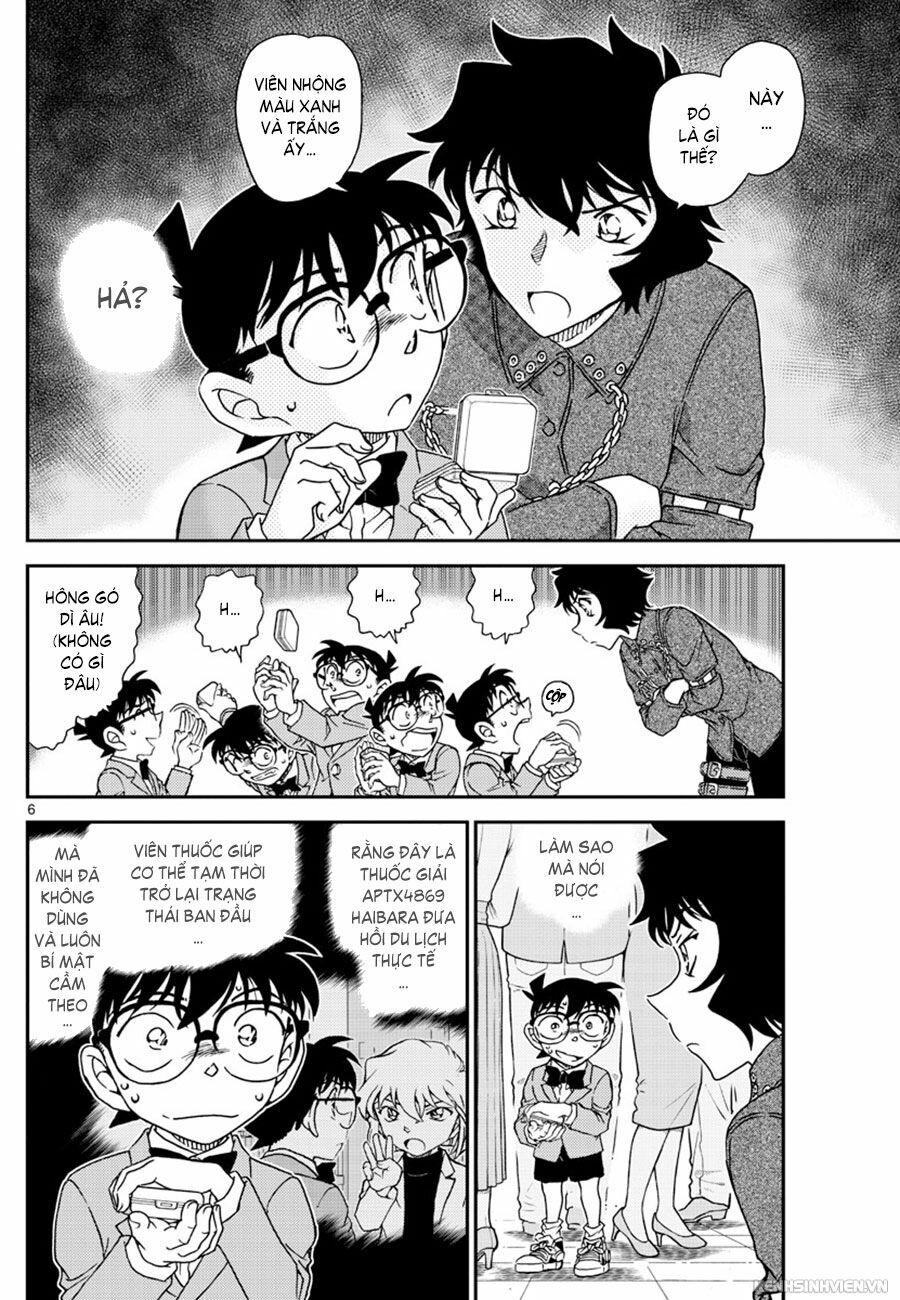 NÀY
...
ĐÓ
LÀ GÌ
THẾ?
VIÊN NHỘNG
MÀU XANH
VÀ TRẮNG
ẤY...
HẢ?
CỘP
H...
H...
H...
HÔNG GÓ
DÌ ÂU!
(KHÔNG
CÓ GÌ
ĐÂU)
6
LÀM SAO
MÀ NÓI
ĐƯỢC
...
RẰNG ĐÂY LÀ
THUỐC GIẢI
APTX4869
HAIBARA ĐƯA
HỒI DU LỊCH
THỰC TẾ
...
VIÊN THUỐC GIÚP
CƠ THỂ TẠM THỜI
TRỞ LẠI TRẠNG
THÁI BAN ĐẦU
...
MÀ
MÌNH ĐÃ
KHÔNG
DÙNG
VÀ LUÔN
BÍ MẬT
CẦM
THEO
...
KENHSINHVIEN.VN